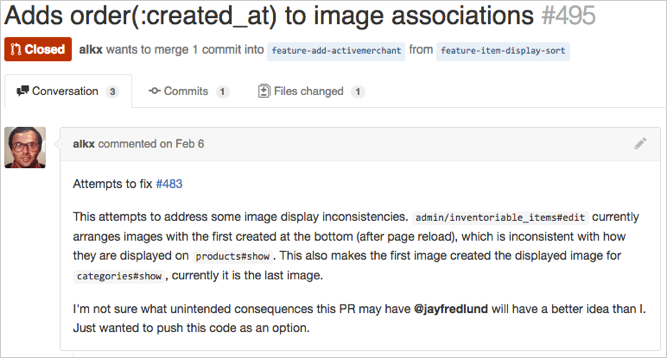 Adds order(:created_at) to image associations #495
Closed alkx wants to merge 1 commit into feature-add-activemerchant from feature-item-display-sort
Conversation 3 Commits 1 Files changed 1
alkx commented on Feb 6
Attempts to fix #483
This attempts to address some image display inconsistencies. admin/inventoriable_items#edit currently
arranges images with the first created at the bottom (after page reload), which is inconsistent with how
they are displayed on products#show. This also makes the first image created the displayed image for
categories#show, currently it is the last image.
I'm not sure what unintended consequences this PR may have @jayfredlund will have a better idea than I.
Just wanted to push this code as an option.